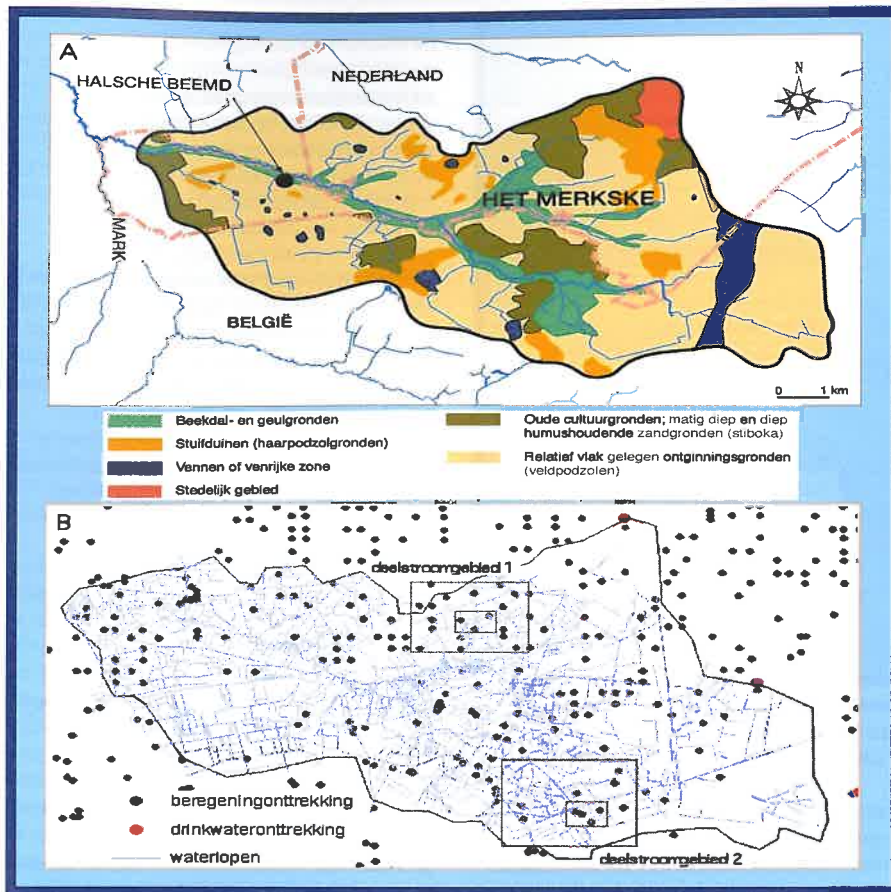 A
HALSCHE BEEMD
NEDERLAND
N
HET MERKSKE
MARK
BELGIË
0 1 km
Beekdal- en geulgronden
Stuifduinen (haarpodzolgronden)
Vennen of venrijke zone
Stedelijk gebied
Oude cultuurgronden; matig diep en diep
humushoudende zandgronden (stiboka)
Relatief vlak gelegen ontginningsgronden
(veldpodzolen)
B
deelstroomgebied 1
beregeningonttrekking
drinkwateronttrekking
waterlopen
deelstroomgebied 2